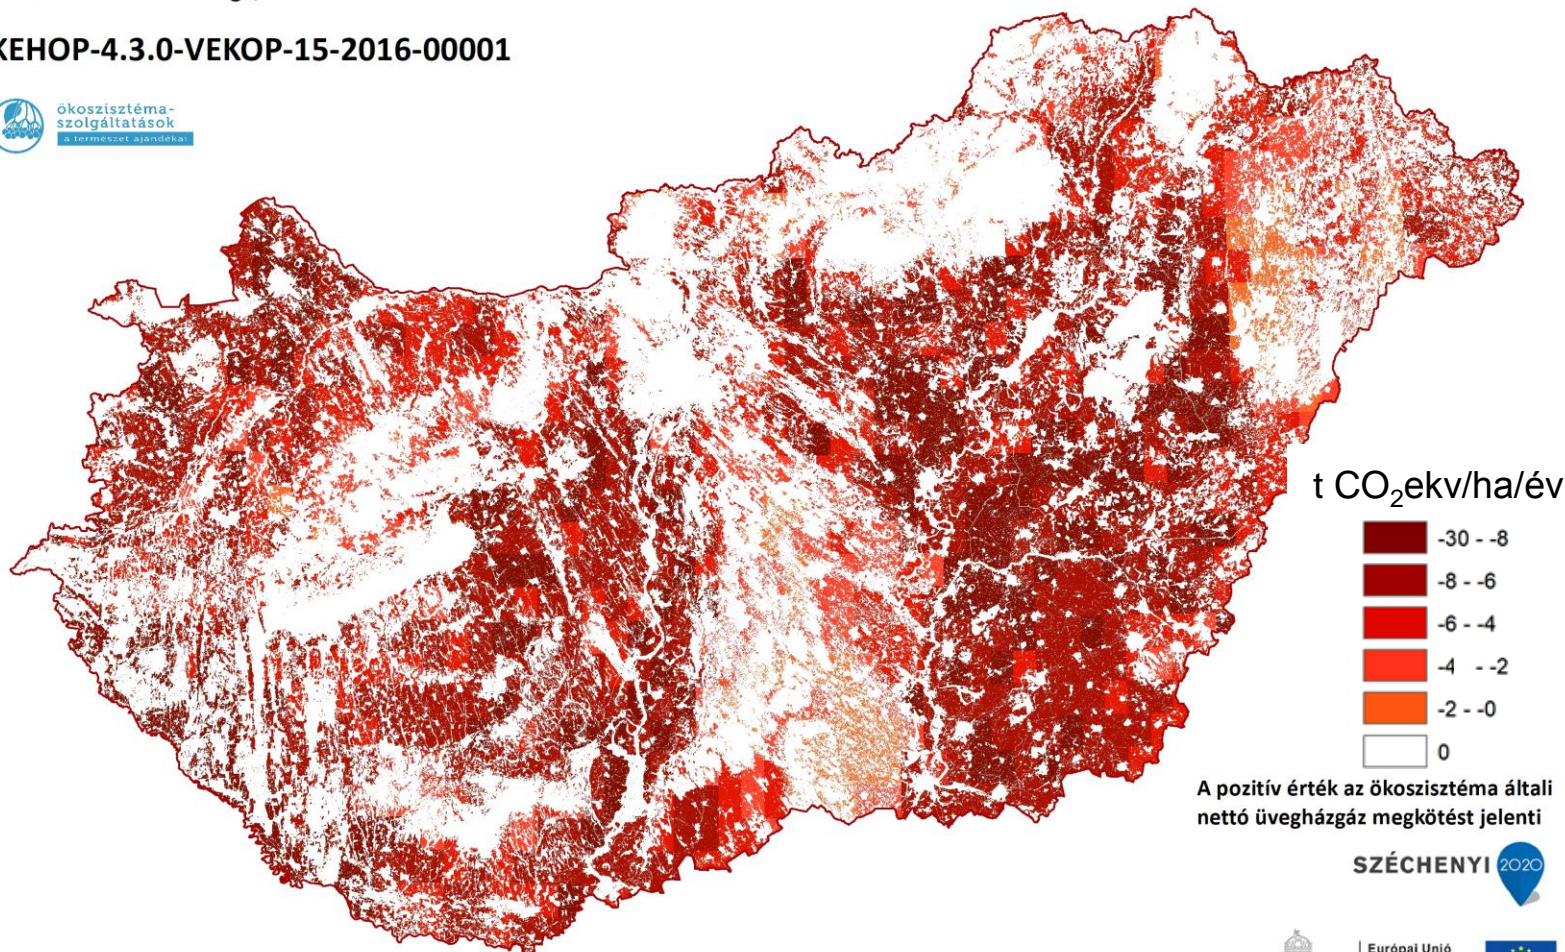 KEHOP-4.3.0-VEKOP-15-2016-00001
ökoszisztéma-
szolgáltatások
a természet ajándékai
t CO₂ekv/ha/év
-30 - -8
-8 - -6
-6 - -4
-4 - -2
-2 - -0
0
A pozitív érték az ökoszisztéma általi
nettó üvegházgáz megkötést jelenti
SZÉCHENYI 2020
Európai Unió